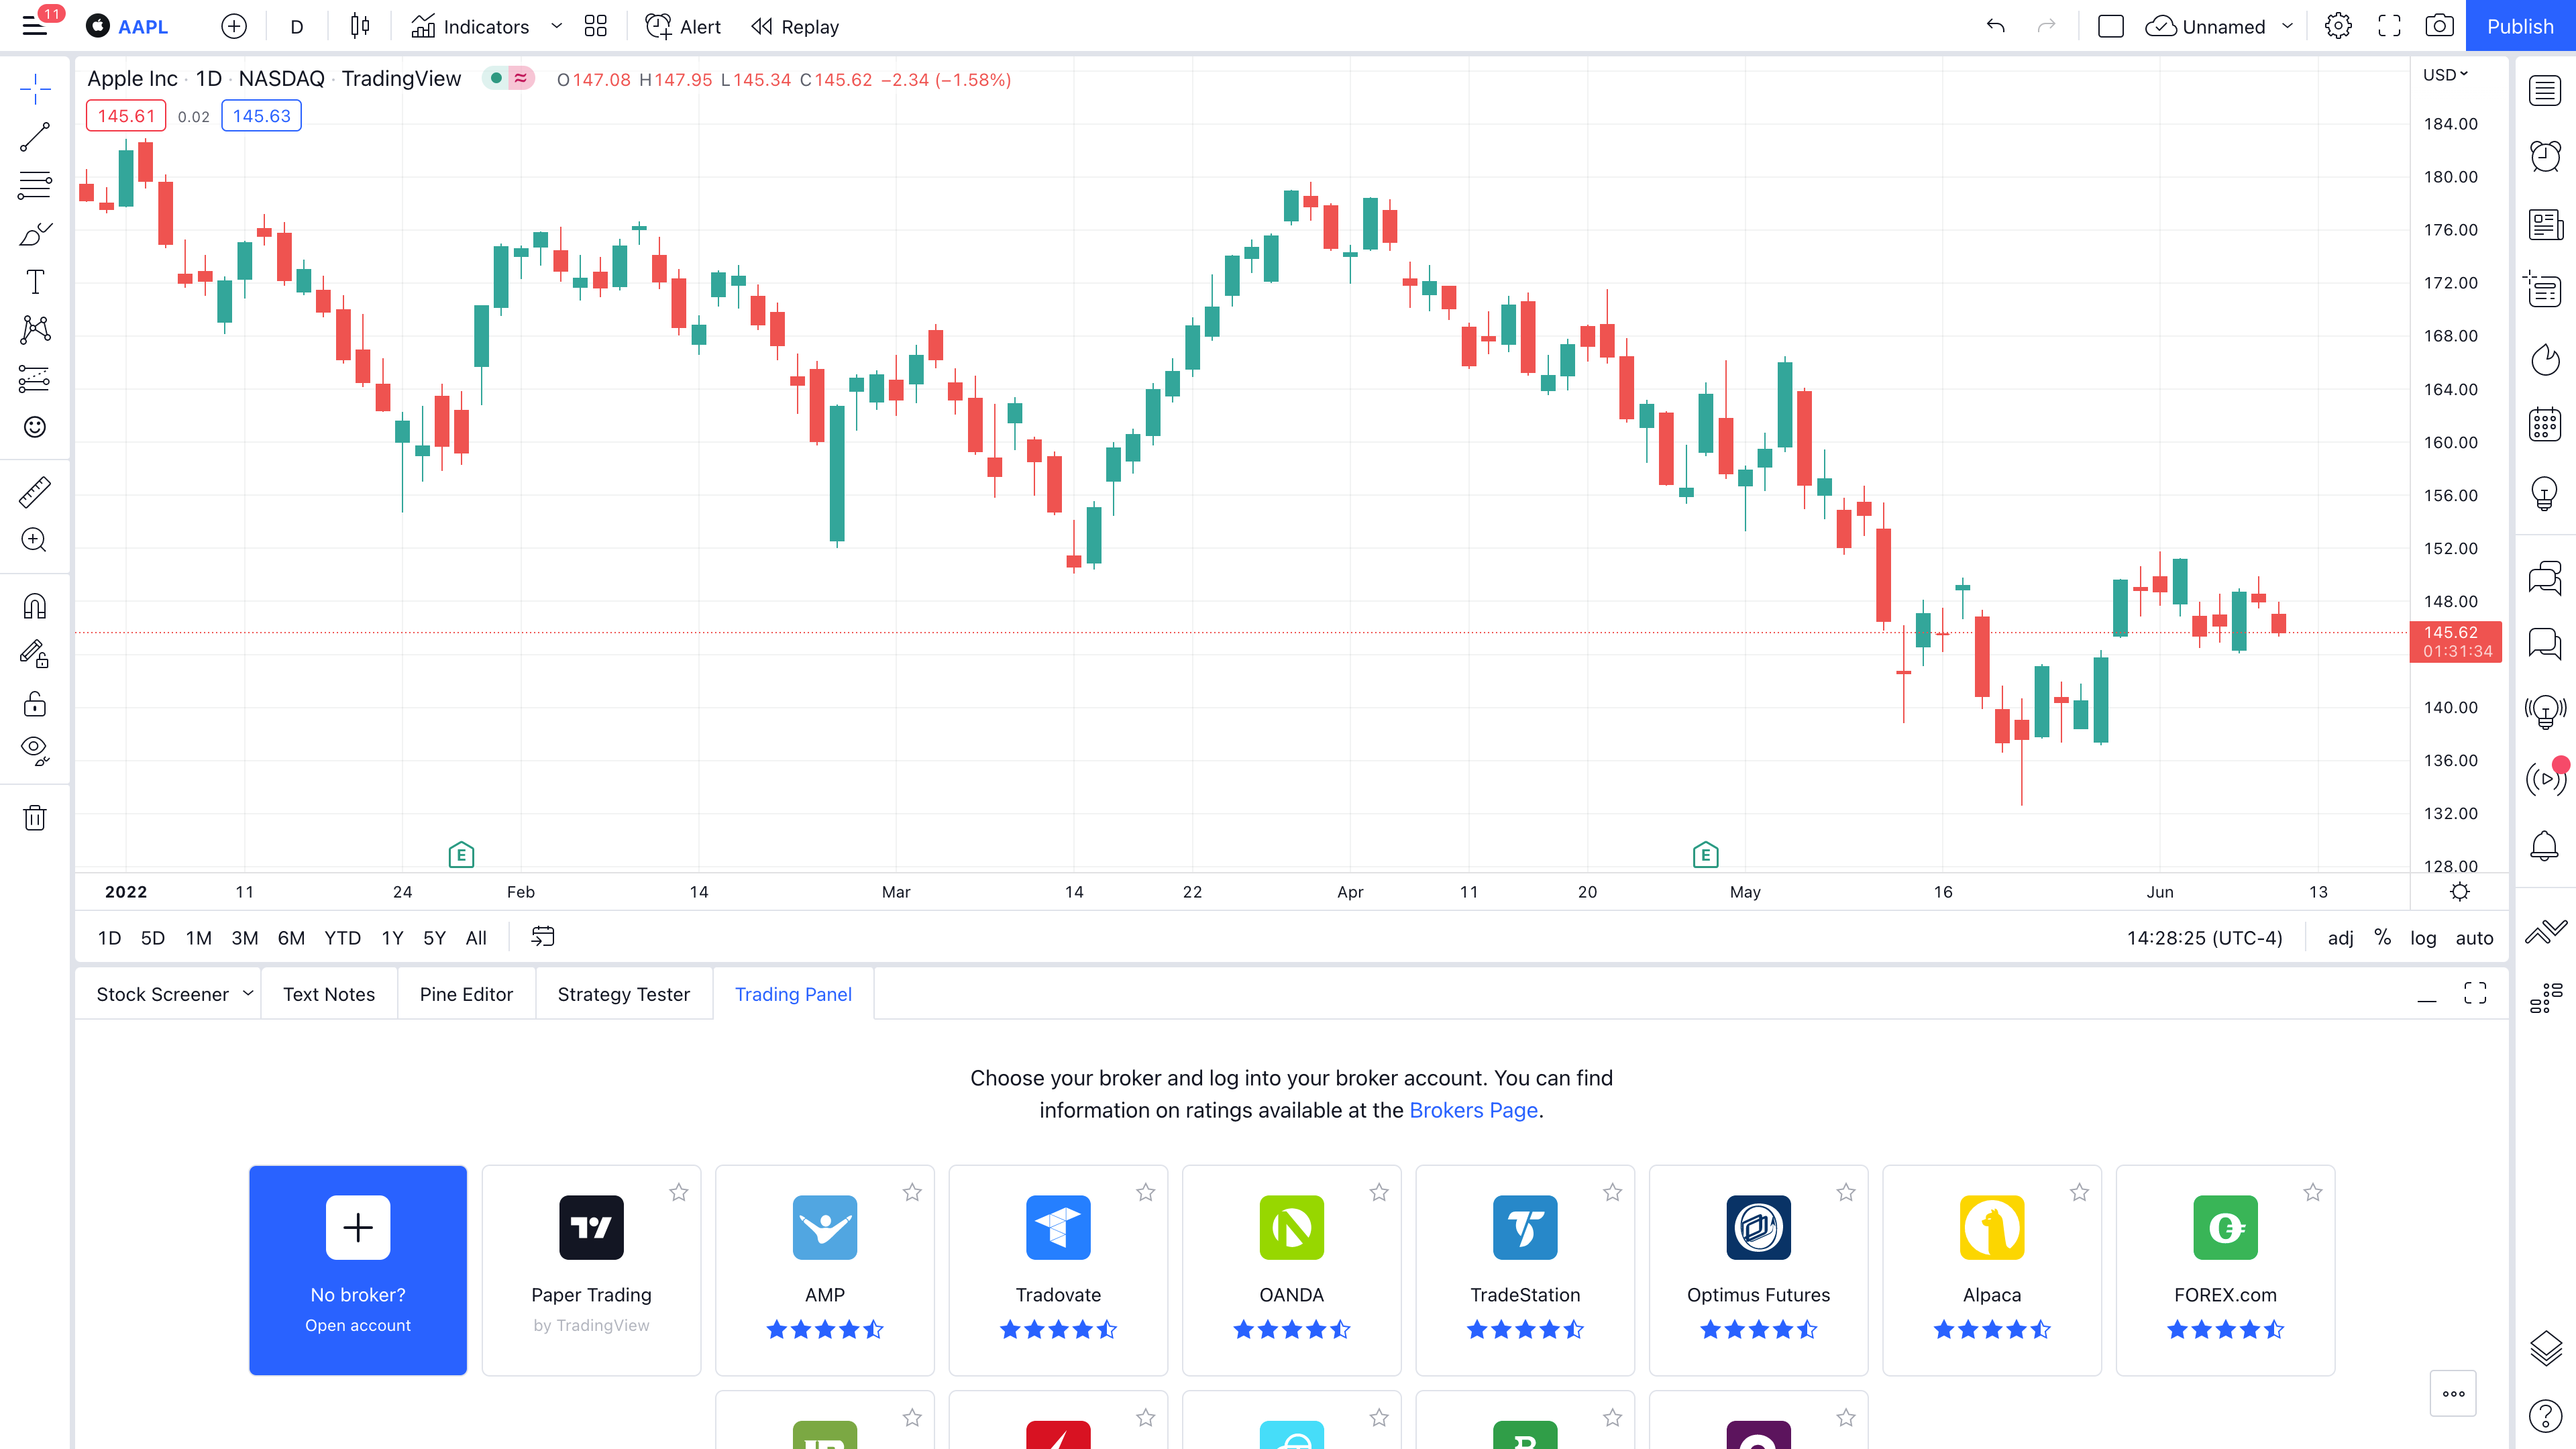 11
AAPL
D
Indicators
Alert
Replay
Unnamed
Publish
Apple Inc · 1D · NASDAQ · TradingView
O147.08 H147.95 L145.34 C145.62 −2.34 (−1.58%)
USD
145.61 0.02 145.63
184.00
180.00
176.00
172.00
168.00
164.00
160.00
156.00
152.00
148.00
145.62
01:31:34
140.00
136.00
132.00
128.00
E
E
2022 11 24 Feb 14 Mar 14 22 Apr 11 20 May 16 Jun 13
1D 5D 1M 3M 6M YTD 1Y 5Y All
14:28:25 (UTC-4)
adj % log auto
Stock Screener
Text Notes
Pine Editor
Strategy Tester
Trading Panel
Choose your broker and log into your broker account. You can find
information on ratings available at the Brokers Page.
No broker?
Open account
Paper Trading
by TradingView
AMP
Tradovate
OANDA
TradeStation
Optimus Futures
Alpaca
FOREX.com